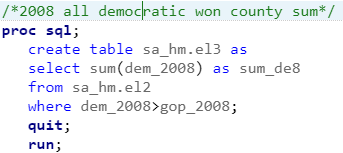 /*2008 all democratic won county sum*/
proc sql;
create table sa_hm.el3 as
select sum(dem_2008) as sum_de8
from sa_hm.el2
where dem_2008>gop_2008;
quit;
run;